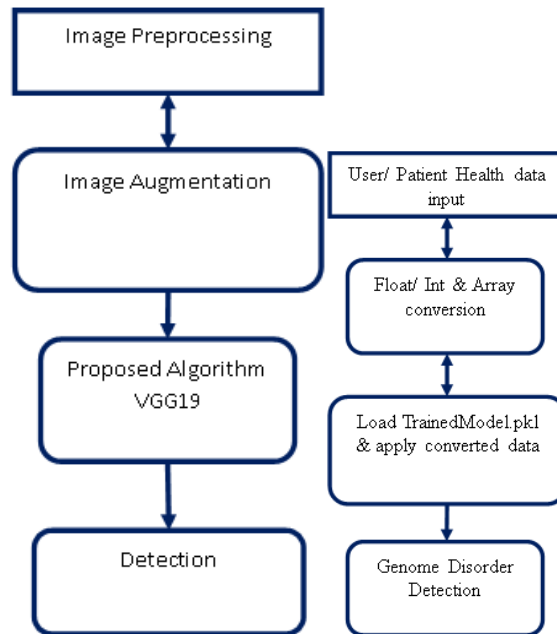 Image Preprocessing
Image Augmentation
Proposed Algorithm
VGG19
Detection
User/ Patient Health data
input
Float/ Int & Array
conversion
Load TrainedModel.pkl
& apply converted data
Genome Disorder
Detection